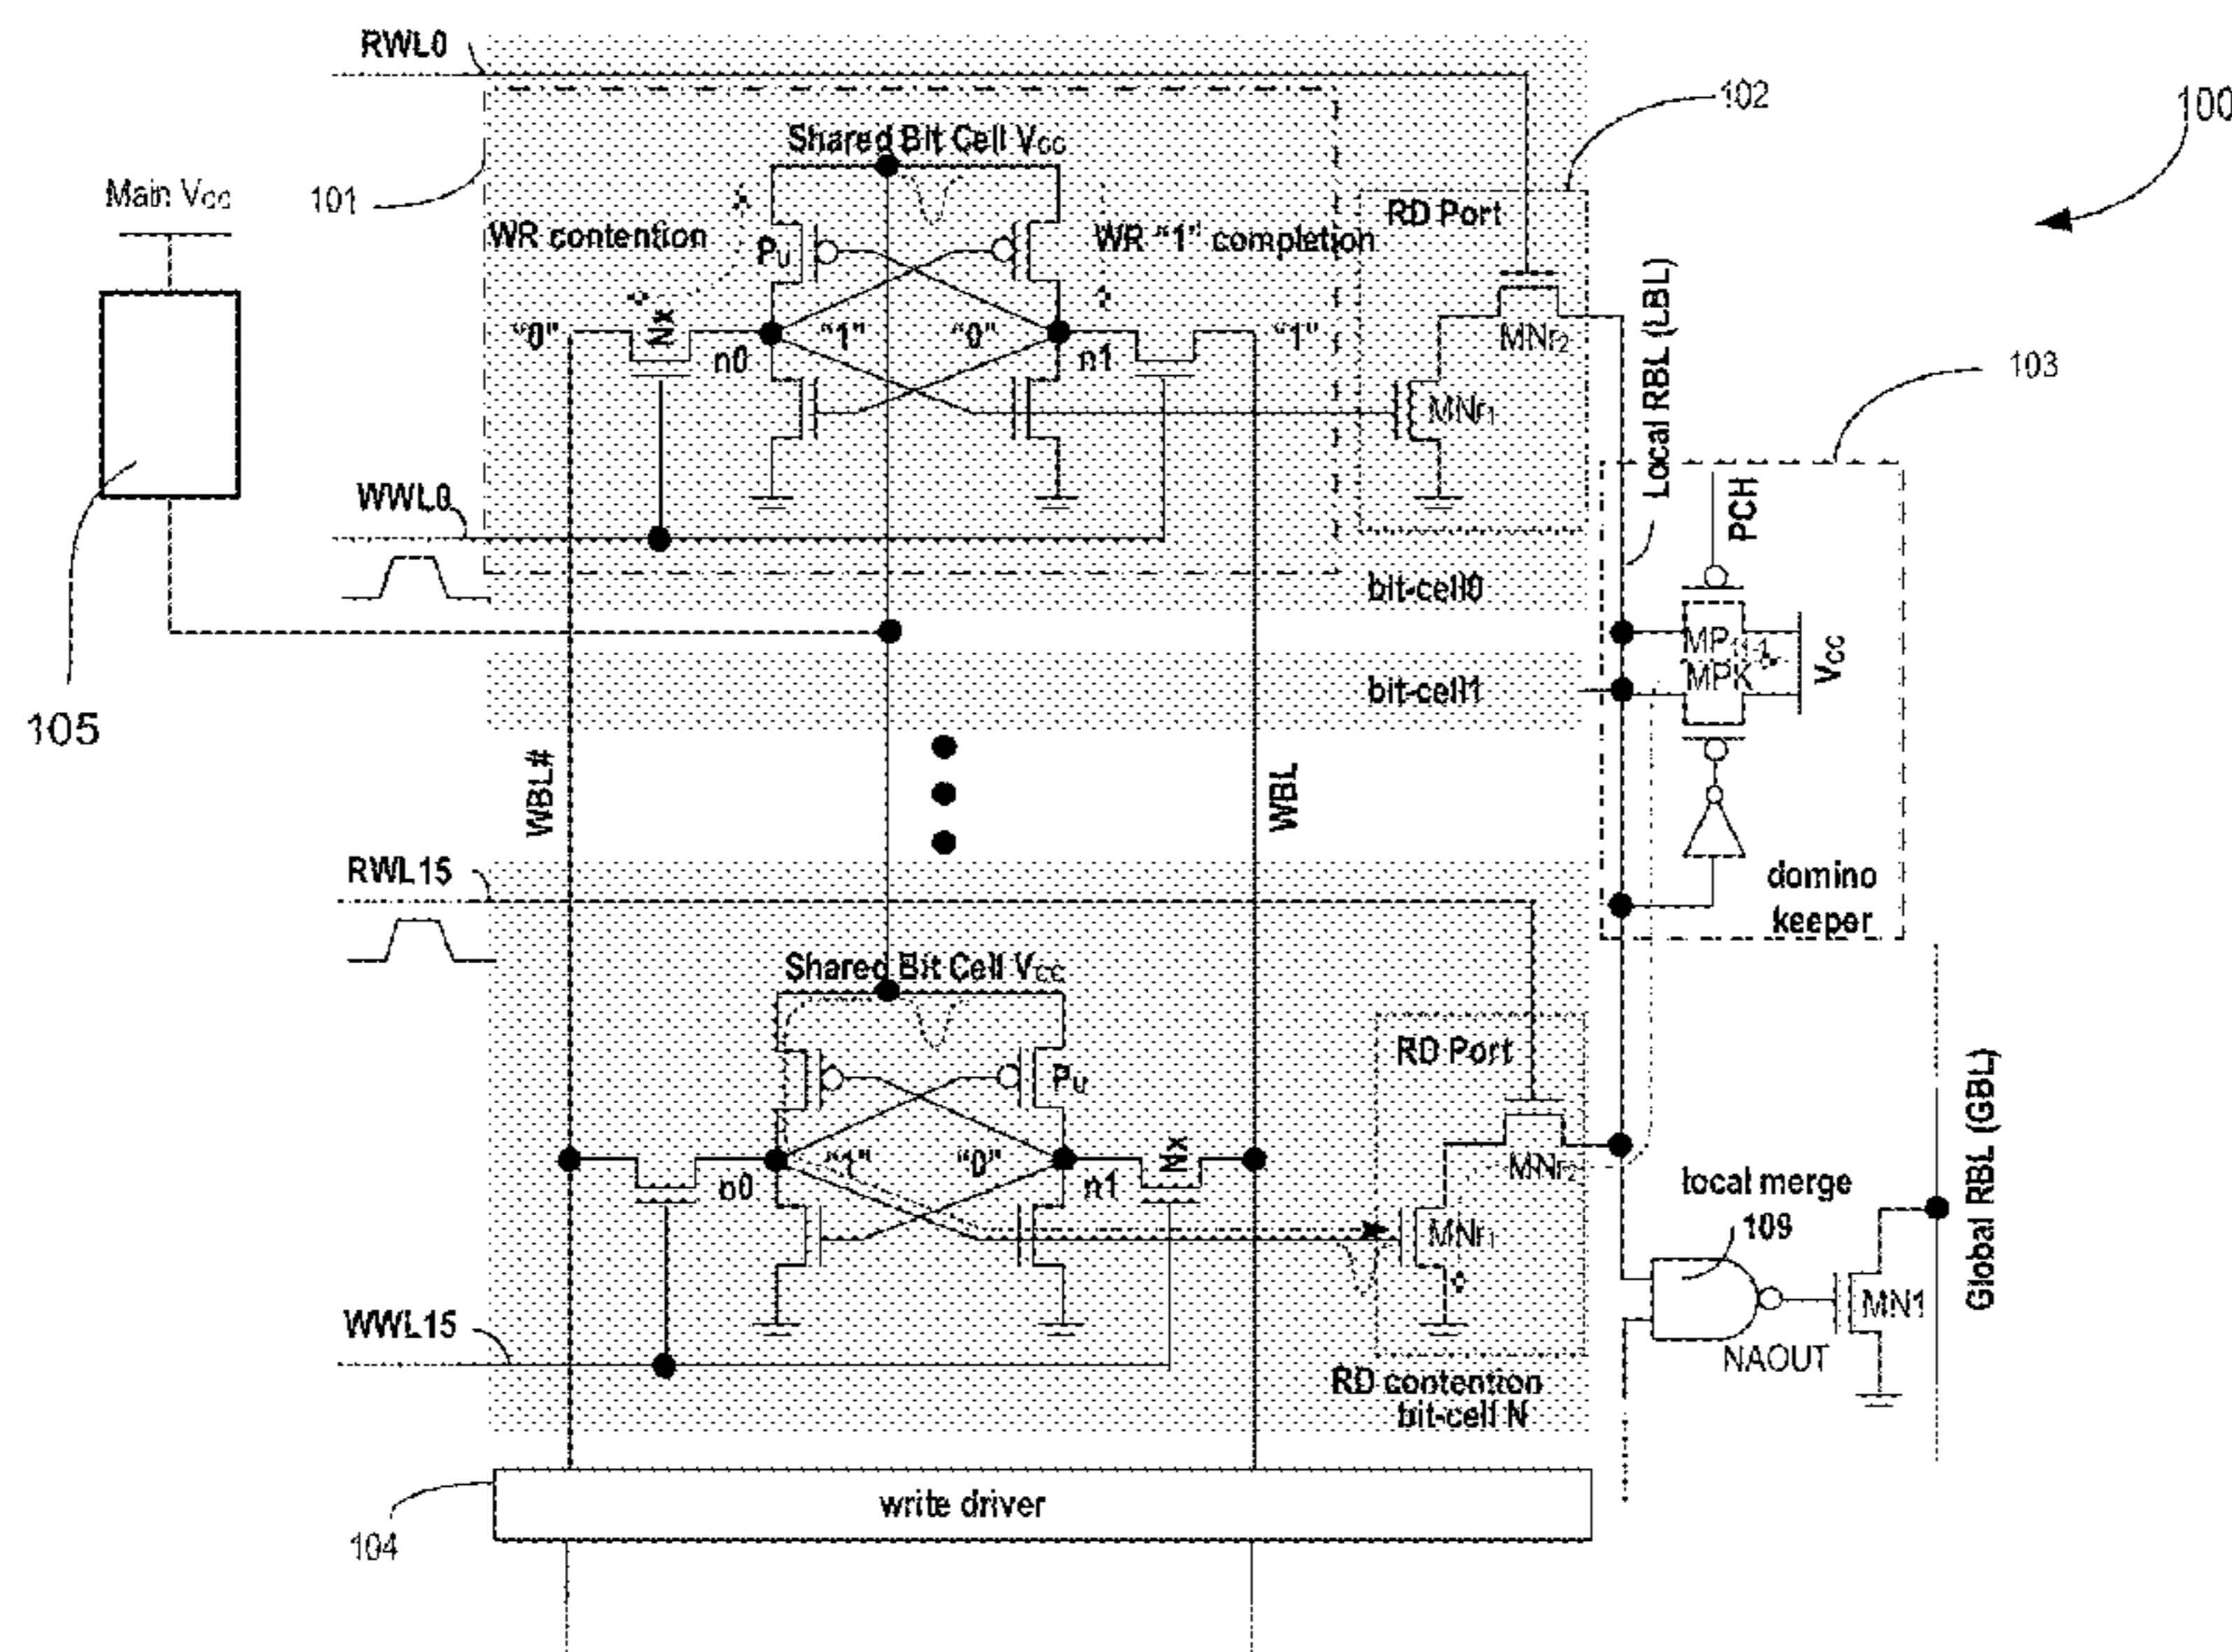 RWL0
102
100
Shared Bit Cell VCC
Main VCC
101
RD Port
WR contention
WR "1" completion
PU
Local RBL (LBL)
"0"
Nx
n0
"1"
"0"
n1
"1"
MNr2
103
MNr1
WWL0
PCH
bit-cell0
MPK
VCC
bit-cell1
105
WBL#
WBL
RWL15
domino
keeper
Shared Bit Cell VCC
RD Port
PU
Global RBL (GBL)
n0
"1"
"0"
n1
Nx
MNr2
local merge
109
MNr1
MN1
WWL15
NAOUT
RD contention
bit-cell N
write driver
104